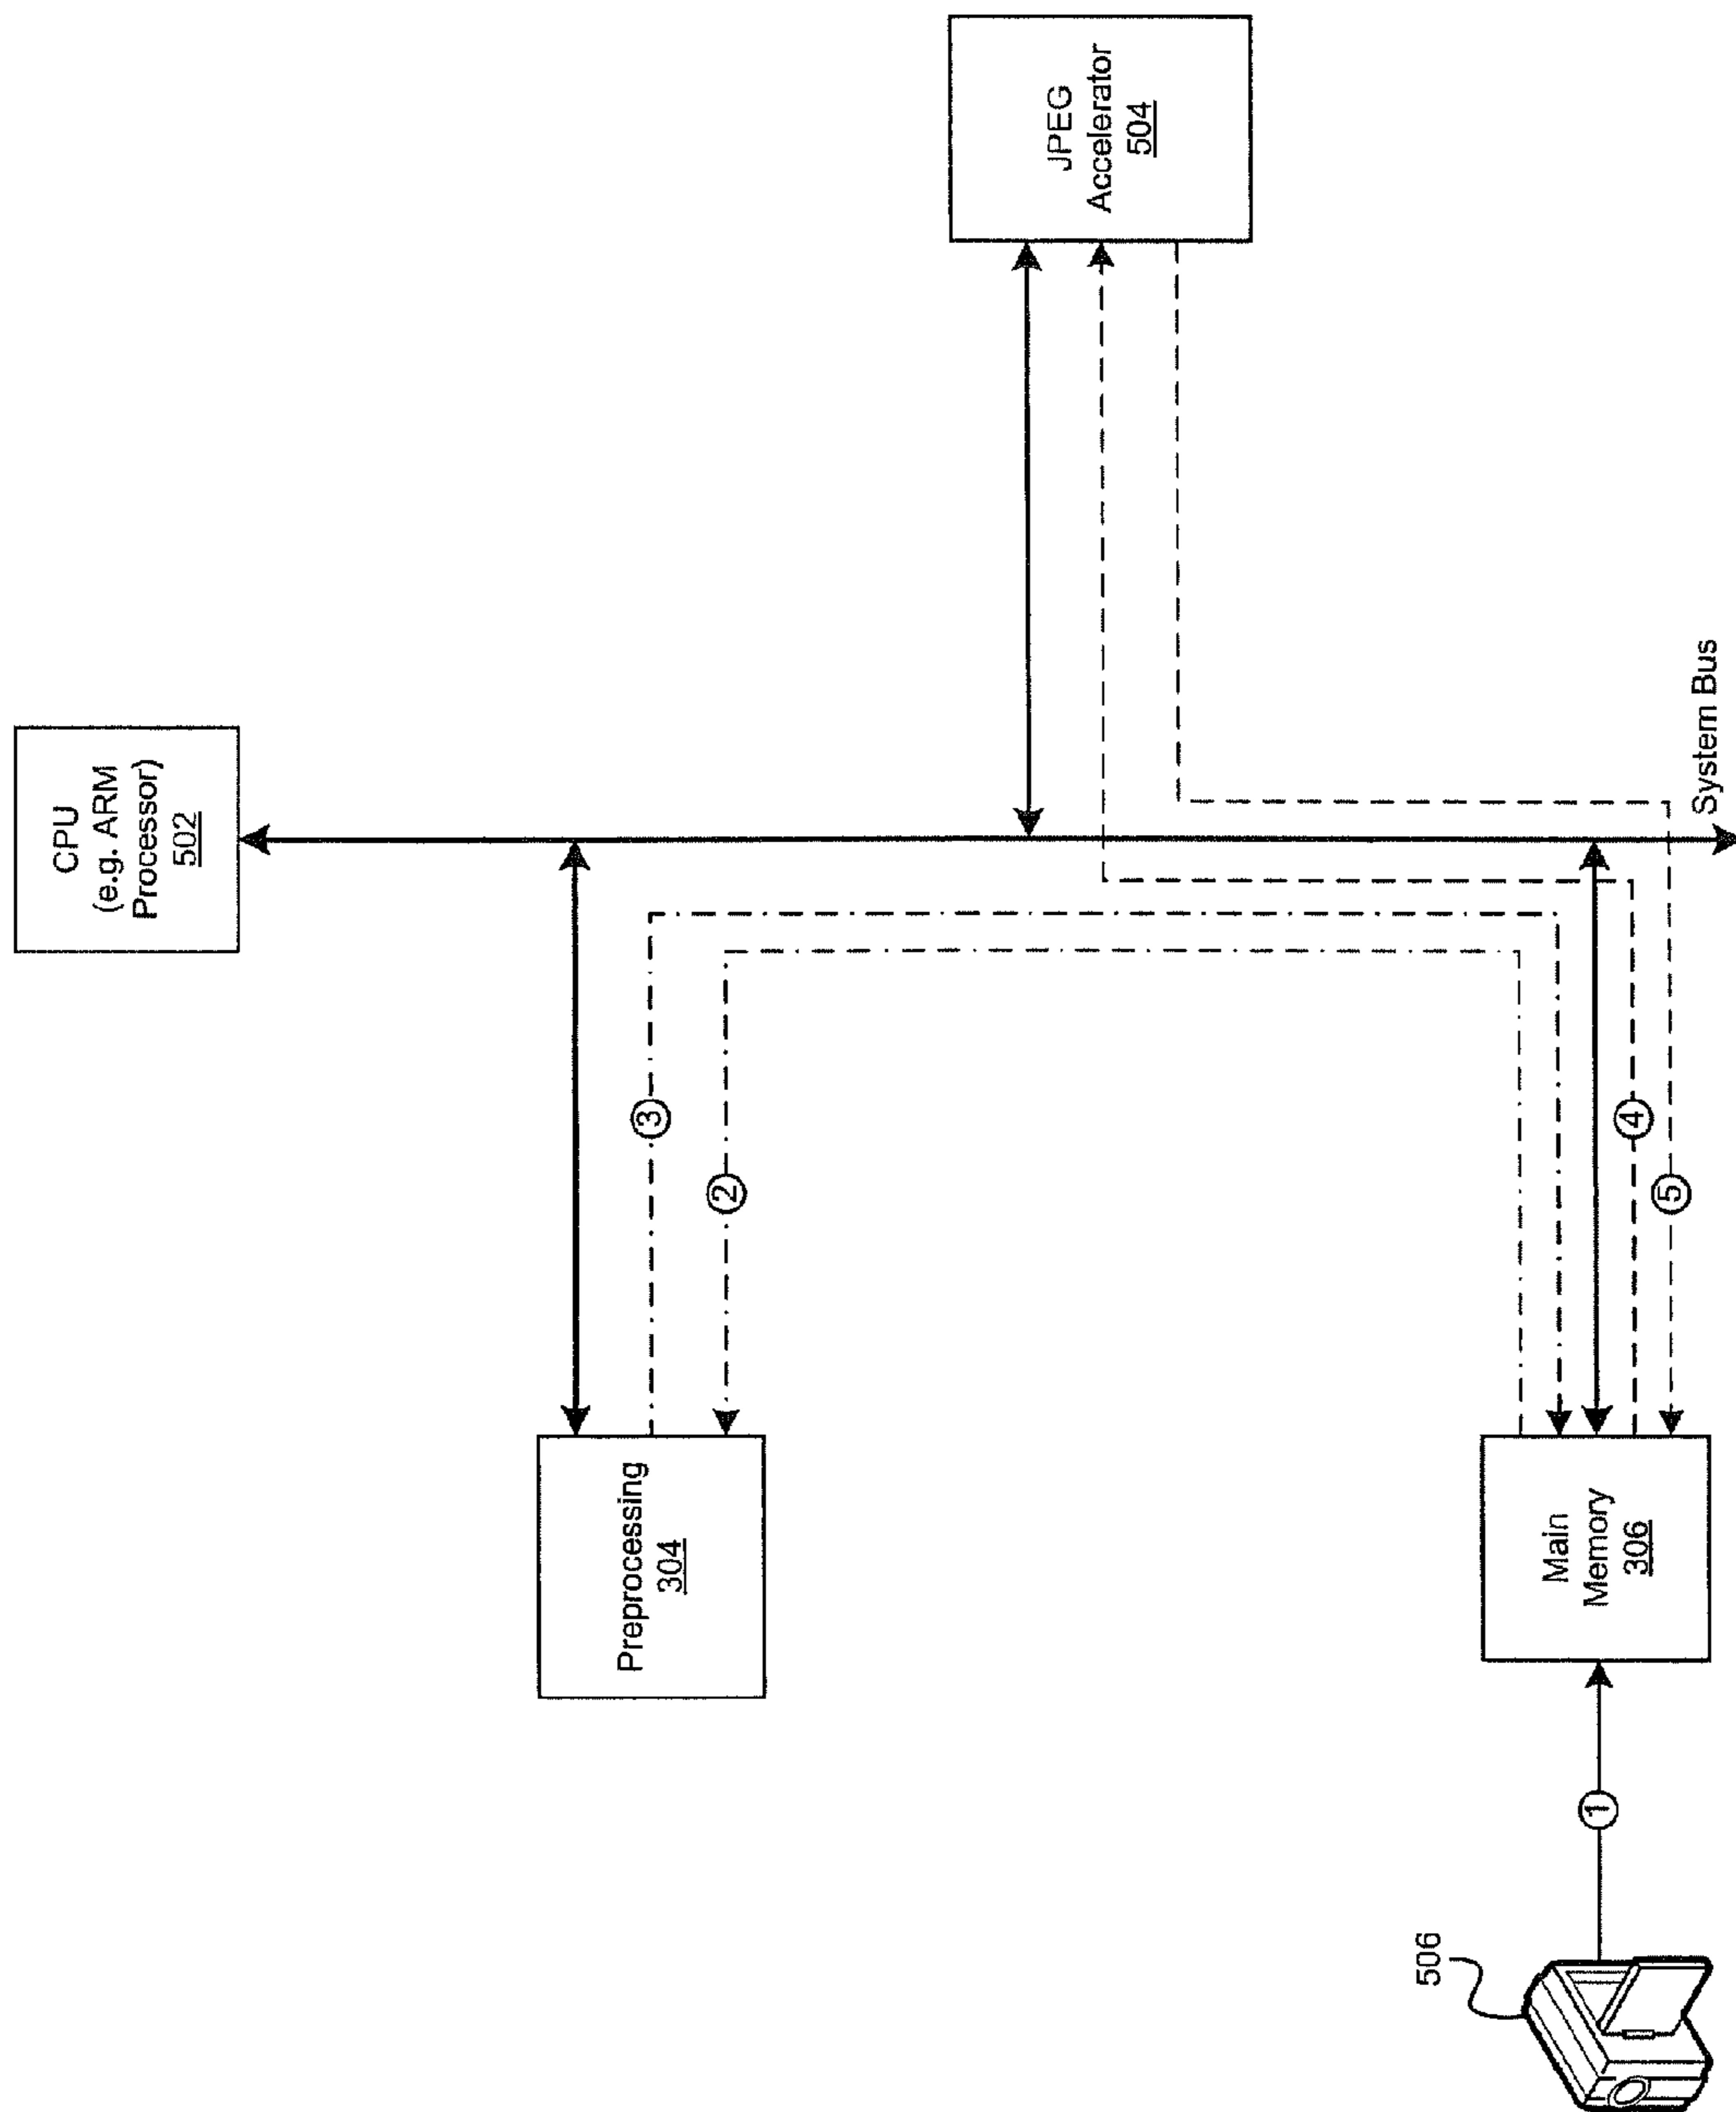 CPU
(e.g. ARM
Processor)
502
JPEG
Accelerator
504
Preprocessing
304
3
2
Main
Memory
306
4
5
1
506
System Bus